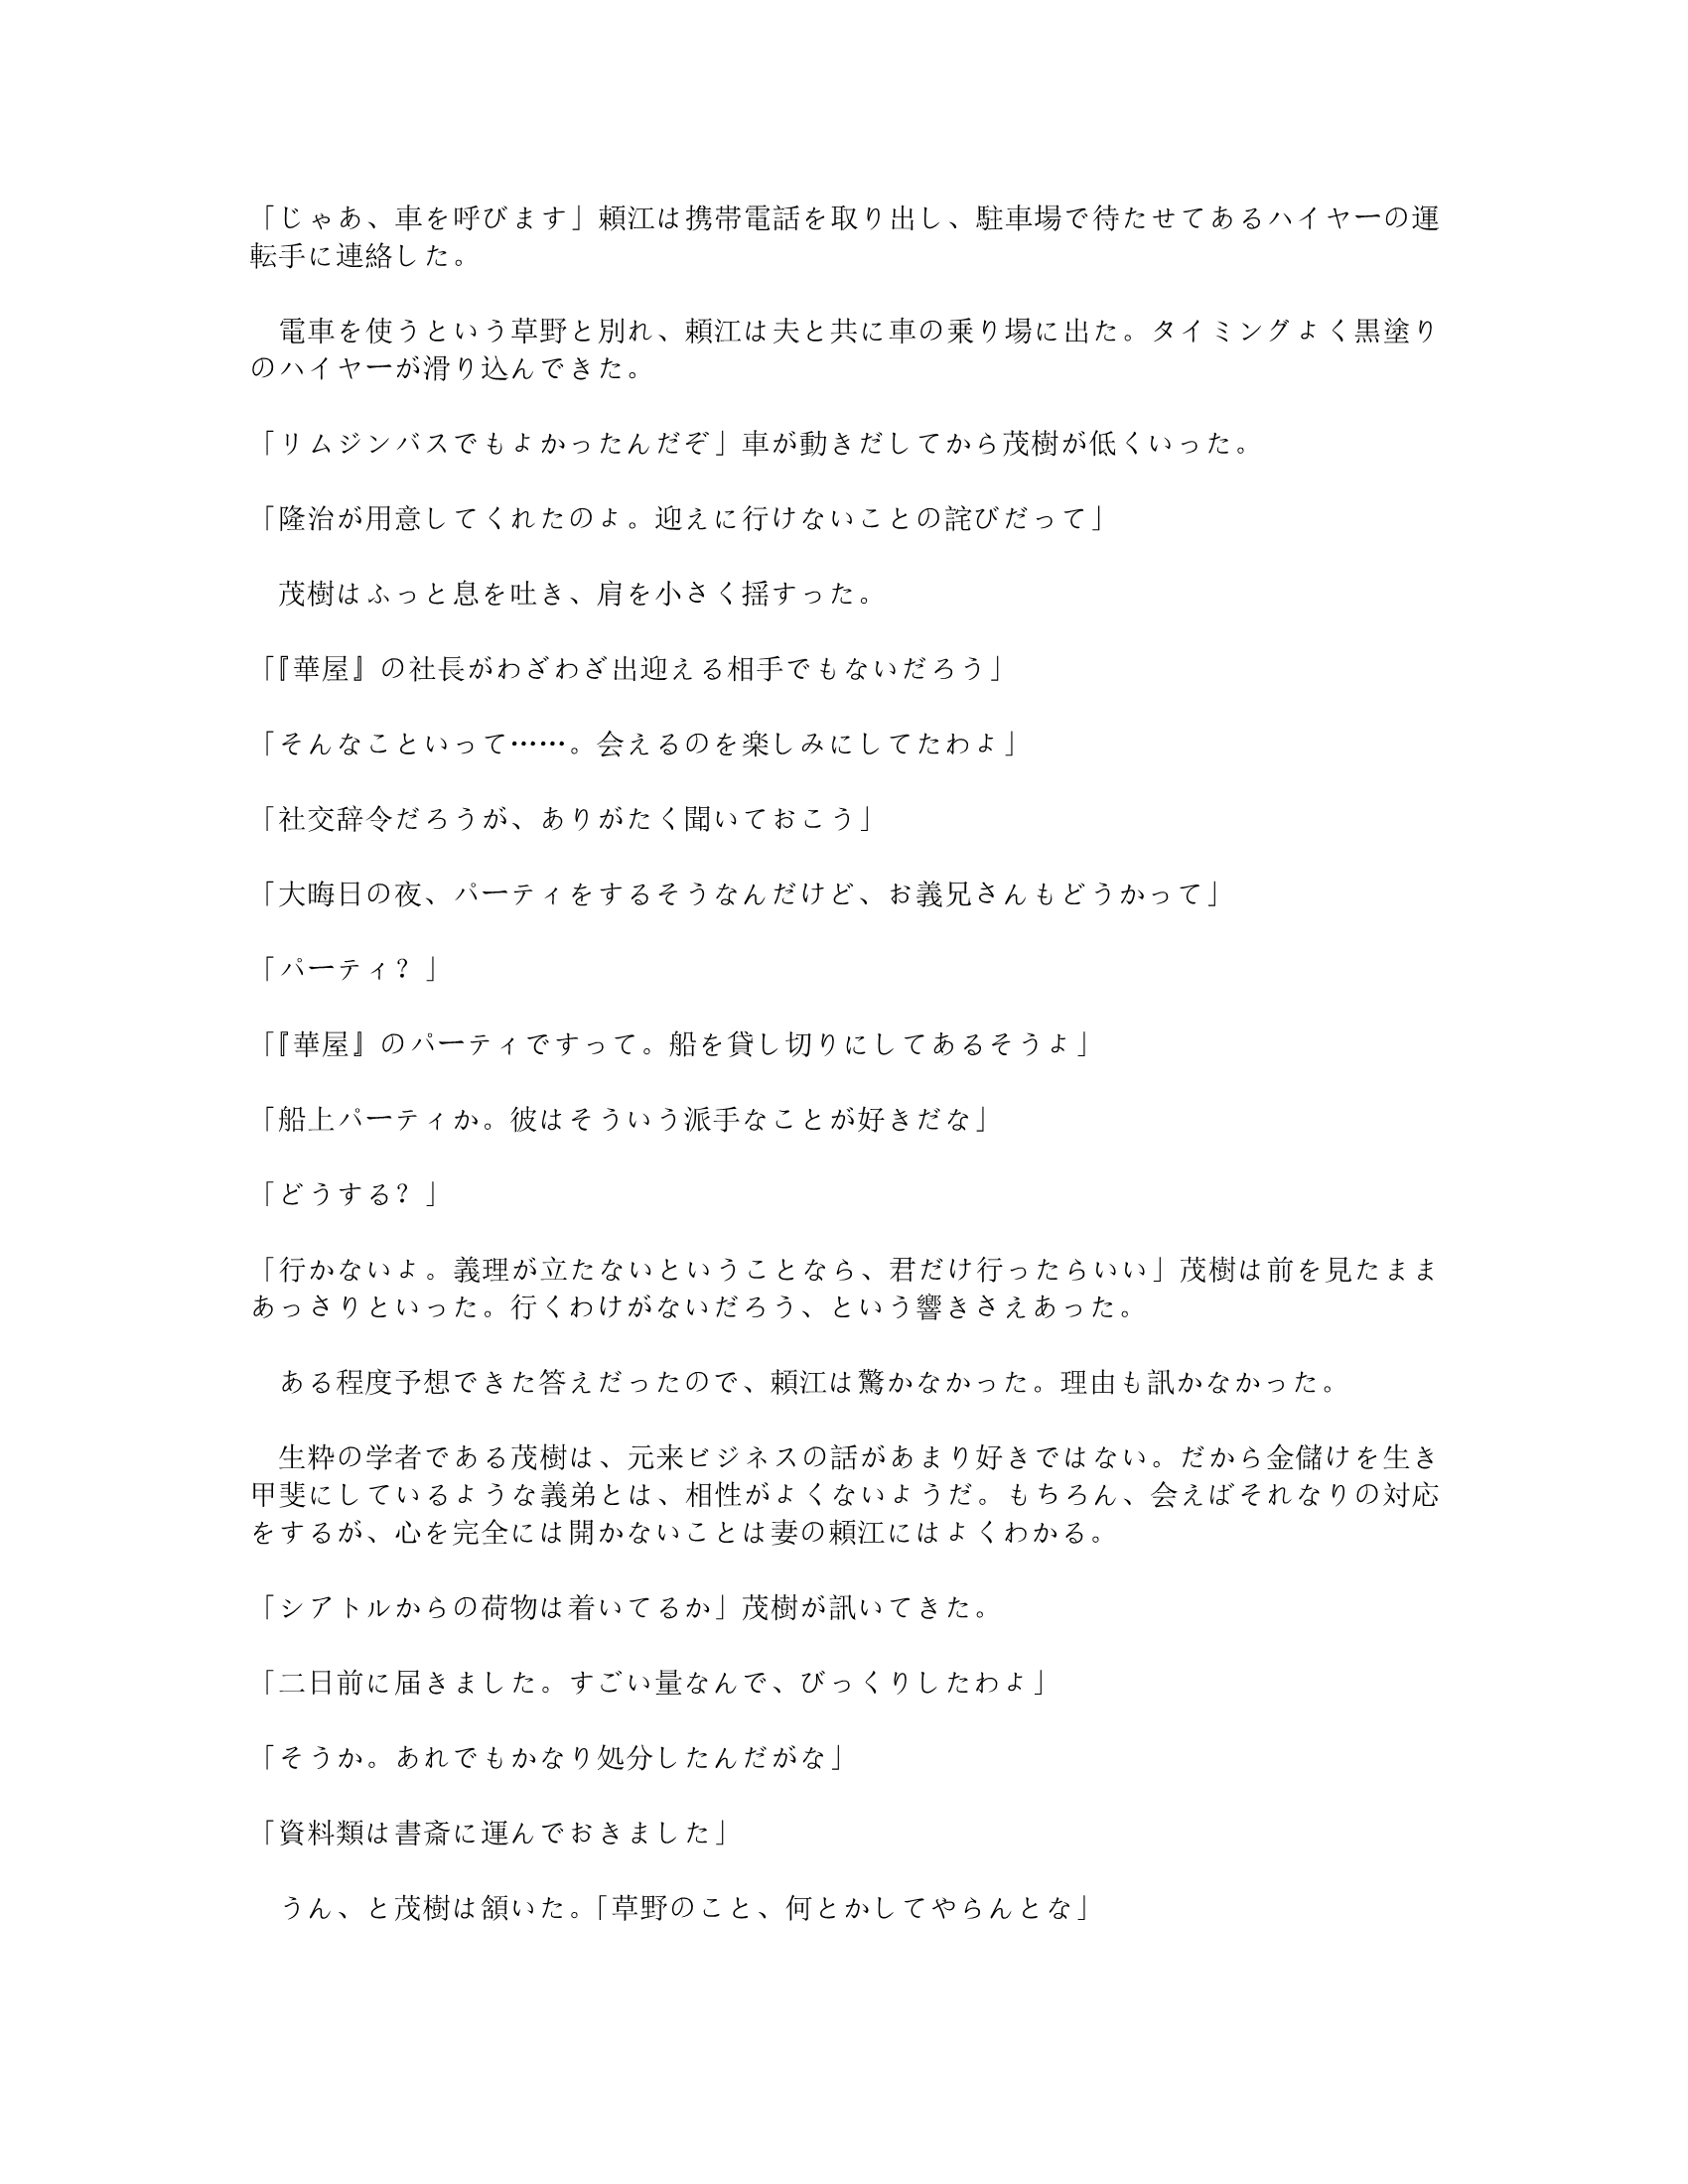 「じゃあ、車を呼びます」頼江は携帯電話を取り出し、駐車場で待たせてあるハイヤーの運
転手に連絡した。
　電車を使うという草野と別れ、頼江は夫と共に車の乗り場に出た。タイミングよく黒塗り
のハイヤーが滑り込んできた。
「リムジンバスでもよかったんだぞ」車が動きだしてから茂樹が低くいった。
「隆治が用意してくれたのよ。迎えに行けないことの詫びだって」
　茂樹はふっと息を吐き、肩を小さく揺すった。
「『華屋』の社長がわざわざ出迎える相手でもないだろう」
「そんなこといって……。会えるのを楽しみにしてたわよ」
「社交辞令だろうが、ありがたく聞いておこう」
「大晦日の夜、パーティをするそうなんだけど、お義兄さんもどうかって」
「パーティ？」
「『華屋』のパーティですって。船を貸し切りにしてあるそうよ」
「船上パーティか。彼はそういう派手なことが好きだな」
「どうする？」
「行かないよ。義理が立たないということなら、君だけ行ったらいい」茂樹は前を見たまま
あっさりといった。行くわけがないだろう、という響きさえあった。
　ある程度予想できた答えだったので、頼江は驚かなかった。理由も訊かなかった。
　生粋の学者である茂樹は、元来ビジネスの話があまり好きではない。だから金儲けを生き
甲斐にしているような義弟とは、相性がよくないようだ。もちろん、会えばそれなりの対応
をするが、心を完全には開かないことは妻の頼江にはよくわかる。
「シアトルからの荷物は着いてるか」茂樹が訊いてきた。
「二日前に届きました。すごい量なんで、びっくりしたわよ」
「そうか。あれでもかなり処分したんだがな」
「資料類は書斎に運んでおきました」
　うん、と茂樹は頷いた。「草野のこと、何とかしてやらんとな」